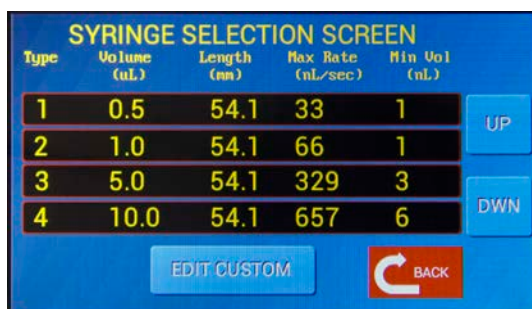 SYRINGE SELECTION SCREEN
Type Volume Length Max Rate Min Vol
(uL) (mm) (nL/sec) (nL)
1 0.5 54.1 33 1
2 1.0 54.1 66 1
3 5.0 54.1 329 3
4 10.0 54.1 657 6
UP
DWN
EDIT CUSTOM
BACK